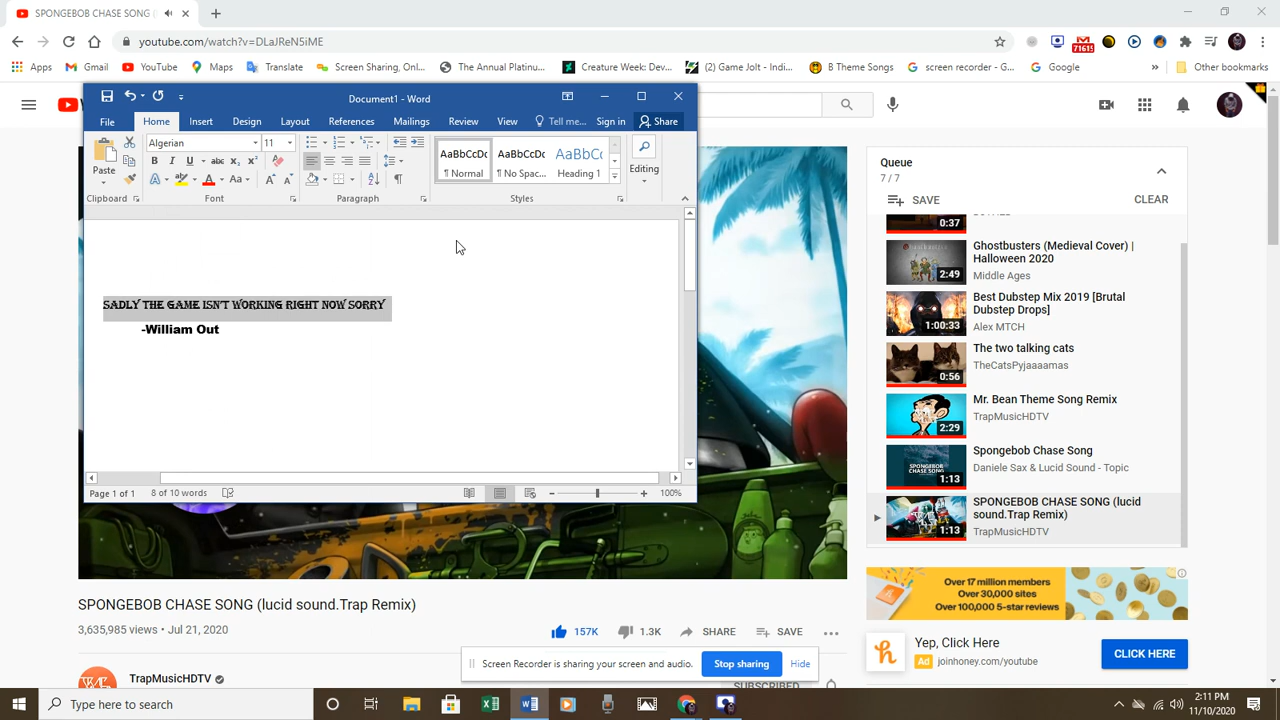 SPONGEBOB CHASE SONG (
youtube.com/watch?v=DLaJReN5iME
71615
Apps
Gmail
YouTube
Maps
Translate
Screen Sharing, Onl...
The Annual Platinu...
Creature Week: Dev...
(2) Game Jolt - Indi...
B Theme Songs
screen recorder - G...
Google
»
Other bookmarks
Document1 - Word
File
Home
Insert
Design
Layout
References
Mailings
Review
View
Tell me...
Sign in
Share
Paste
Algerian
11
B I U abc x₂ x²
Aa
AaBbCcDc
¶ Normal
AaBbCcDc
¶ No Spac...
AaBbCc
Heading 1
Editing
Clipboard
Font
Paragraph
Styles
SADLY THE GAME ISN'T WORKING RIGHT NOW SORRY
-William Out
Page 1 of 1
8 of 10 words
100%
Queue
7 / 7
SAVE
CLEAR
0:37
Ghostbusters (Medieval Cover) |
Halloween 2020
Middle Ages
2:49
Best Dubstep Mix 2019 [Brutal
Dubstep Drops]
Alex MTCH
1:00:33
The two talking cats
TheCatsPyjaaaamas
0:56
Mr. Bean Theme Song Remix
TrapMusicHDTV
2:29
Spongebob Chase Song
Daniele Sax & Lucid Sound - Topic
SPONGEBOB CHASE SONG
1:13
SPONGEBOB CHASE SONG (lucid
sound.Trap Remix)
TrapMusicHDTV
1:13
Over 17 million members
Over 30,000 sites
Over 100,000 5-star reviews
Yep, Click Here
Ad joinhoney.com/youtube
CLICK HERE
SPONGEBOB CHASE SONG (lucid sound.Trap Remix)
3,635,985 views • Jul 21, 2020
157K
1.3K
SHARE
SAVE
Screen Recorder is sharing your screen and audio.
Stop sharing
Hide
TrapMusicHDTV
SUBSCRIBED
Type here to search
2:11 PM
11/10/2020